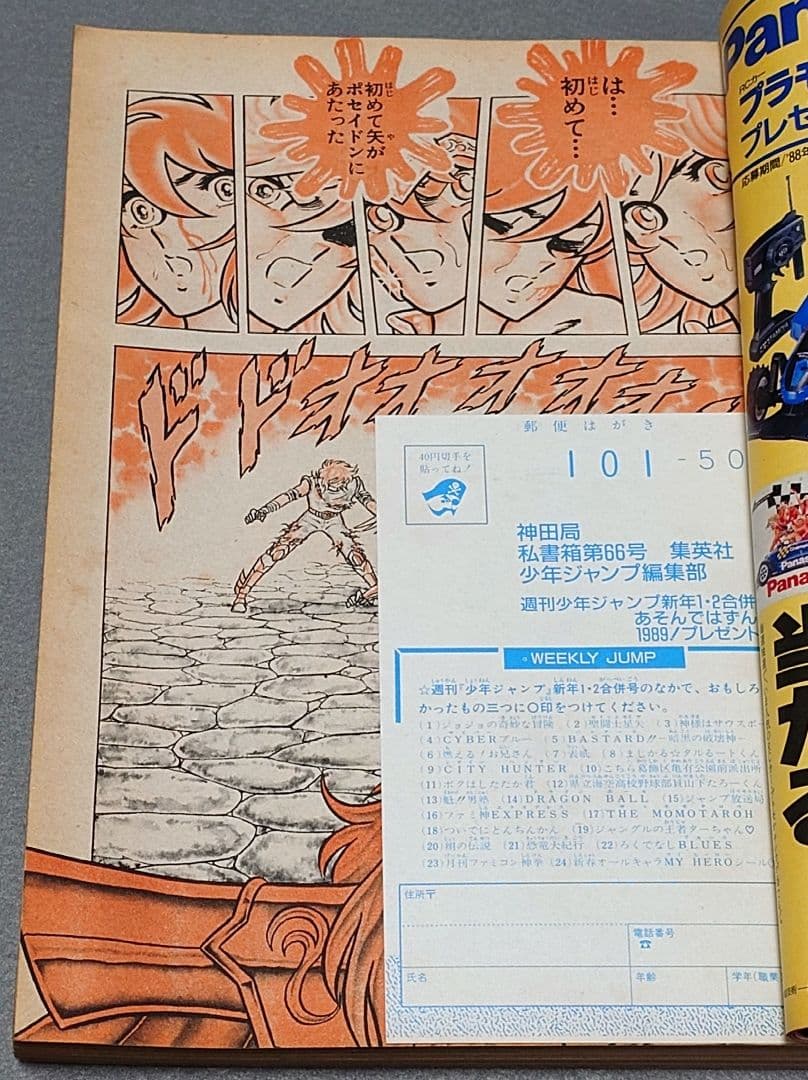 は…
初めて…
初めて矢が
ポセイドンに
あたった
ドドオオオオオ
郵便はがき
40円切手を
貼ってね!
101-50
神田局
私書箱第66号 集英社
少年ジャンプ編集部
週刊少年ジャンプ新年1・2合併
あそんではずん
1989!プレゼント
WEEKLY JUMP
☆週刊『少年ジャンプ』新年1・2合併号のなかで、おもしろ
かったもの三つに○印をつけてください。
(1)ジョジョの奇妙な冒険 (2)聖闘士星矢 (3)神様はサウスポー
(4)CYBERブルー (5)BASTARD!!−暗黒の破壊神−
(6)燃える!お兄さん (7)表紙 (8)まじかる☆タルるートくん
(9)CITY HUNTER (10)こちら葛飾区亀有公園前派出所
(11)ボクはしたたか君 (12)県立海空高校野球部員山下たろーくん
(13)魁!!男塾 (14)DRAGON BALL (15)ジャンプ放送局
(16)ファミ神EXPRESS (17)THE MOMOTAROH
(18)ついでにとんちんかん (19)ジャングルの王者ターちゃん♡
(20)翔の伝説 (21)恐竜大紀行 (22)ろくでなしBLUES
(23)月刊ファミコン神拳 (24)新春オールキャラMY HEROシール
住所〒
電話番号
☎
氏名
年齢
学年(職業
Pan
RCカー
プラモ
プレゼ
応募期間/'88年
Panas
Panas
当たる